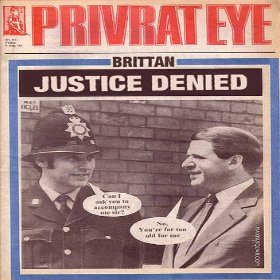 PRIVRAT EYE
BRITTAN
JUSTICE DENIED
Can I
ask you to
accompany
me sir?
No,
You're far too
old for me